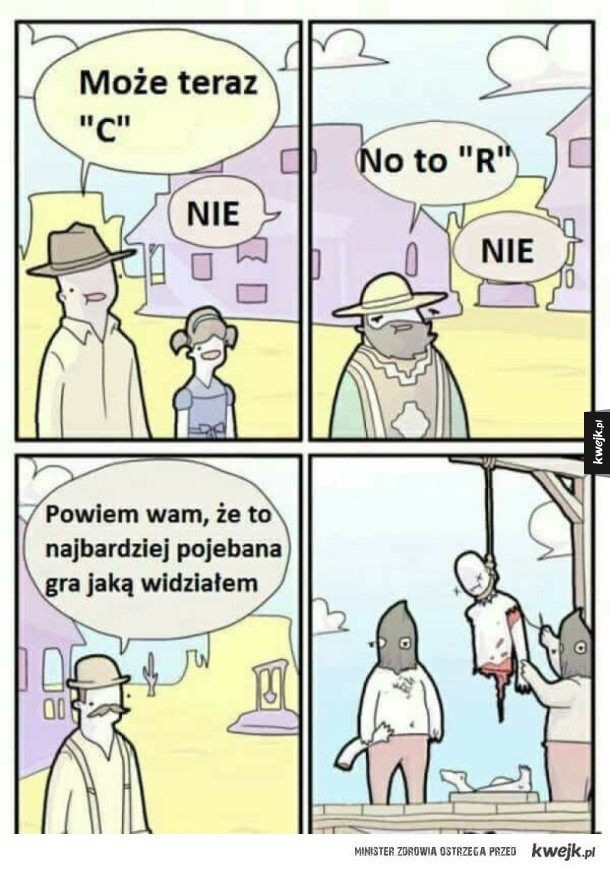 Może teraz
"C"
NIE
No to "R"
NIE
Powiem wam, że to
najbardziej pojebana
gra jaką widziałem
kwejk.pl
MINISTER ZDROWIA OSTRZEGA PRZED kwejk.pl